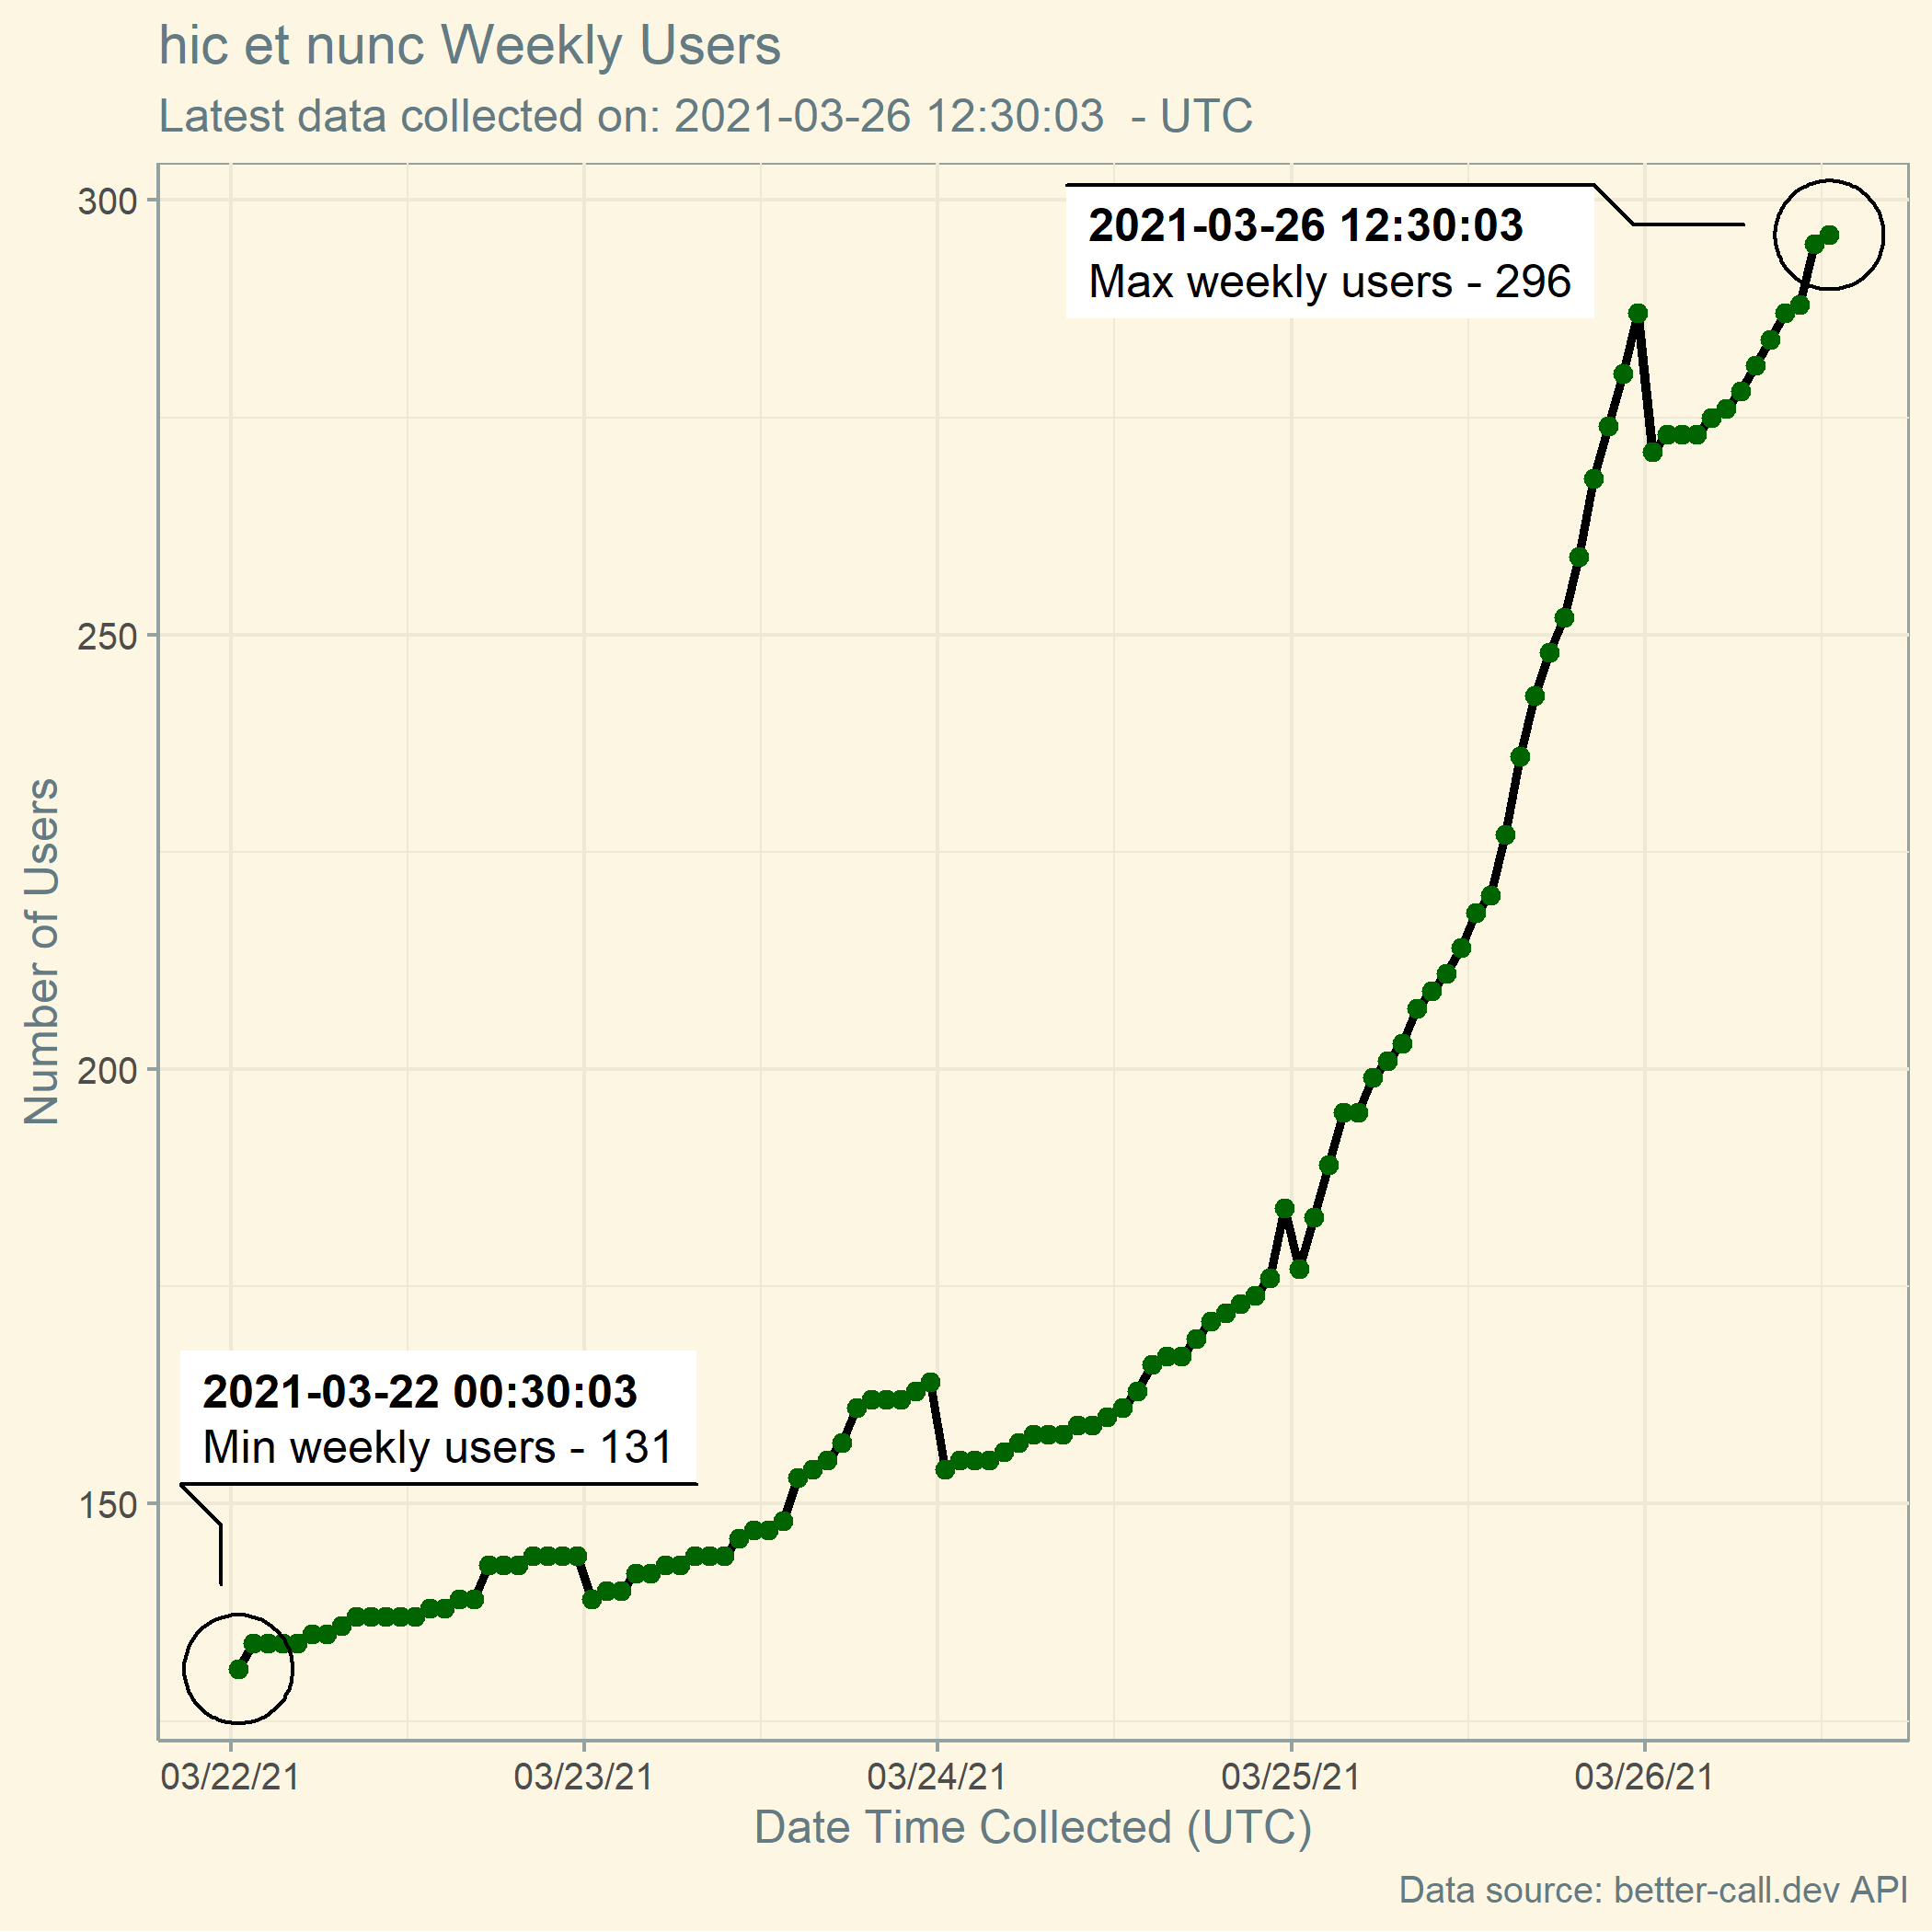 hic et nunc Weekly Users
Latest data collected on: 2021-03-26 12:30:03  - UTC
300
2021-03-26 12:30:03
Max weekly users - 296
250
Number of Users
200
2021-03-22 00:30:03
Min weekly users - 131
150
03/22/21 03/23/21 03/24/21 03/25/21 03/26/21
Date Time Collected (UTC)
Data source: better-call.dev API